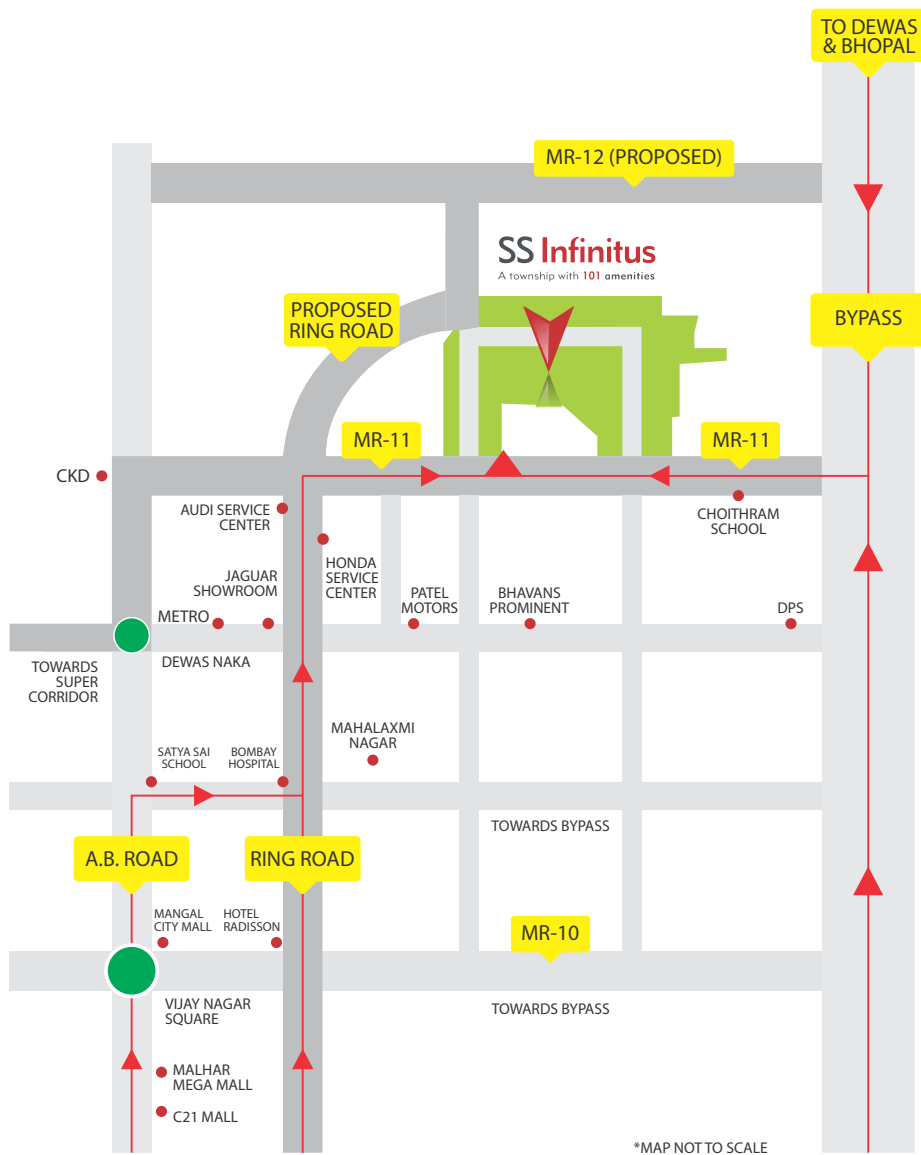 TO DEWAS
& BHOPAL
MR-12 (PROPOSED)
SS Infinitus
A township with 101 amenities
PROPOSED
RING ROAD
BYPASS
MR-11
MR-11
CKD
AUDI SERVICE
CENTER
CHOITHRAM
SCHOOL
HONDA
SERVICE
CENTER
JAGUAR
SHOWROOM
PATEL
MOTORS
BHAVANS
PROMINENT
METRO
DPS
DEWAS NAKA
TOWARDS
SUPER
CORRIDOR
MAHALAXMI
NAGAR
SATYA SAI
SCHOOL
BOMBAY
HOSPITAL
TOWARDS BYPASS
A.B. ROAD
RING ROAD
MANGAL
CITY MALL
HOTEL
RADISSON
MR-10
VIJAY NAGAR
SQUARE
TOWARDS BYPASS
MALHAR
MEGA MALL
C21 MALL
*MAP NOT TO SCALE